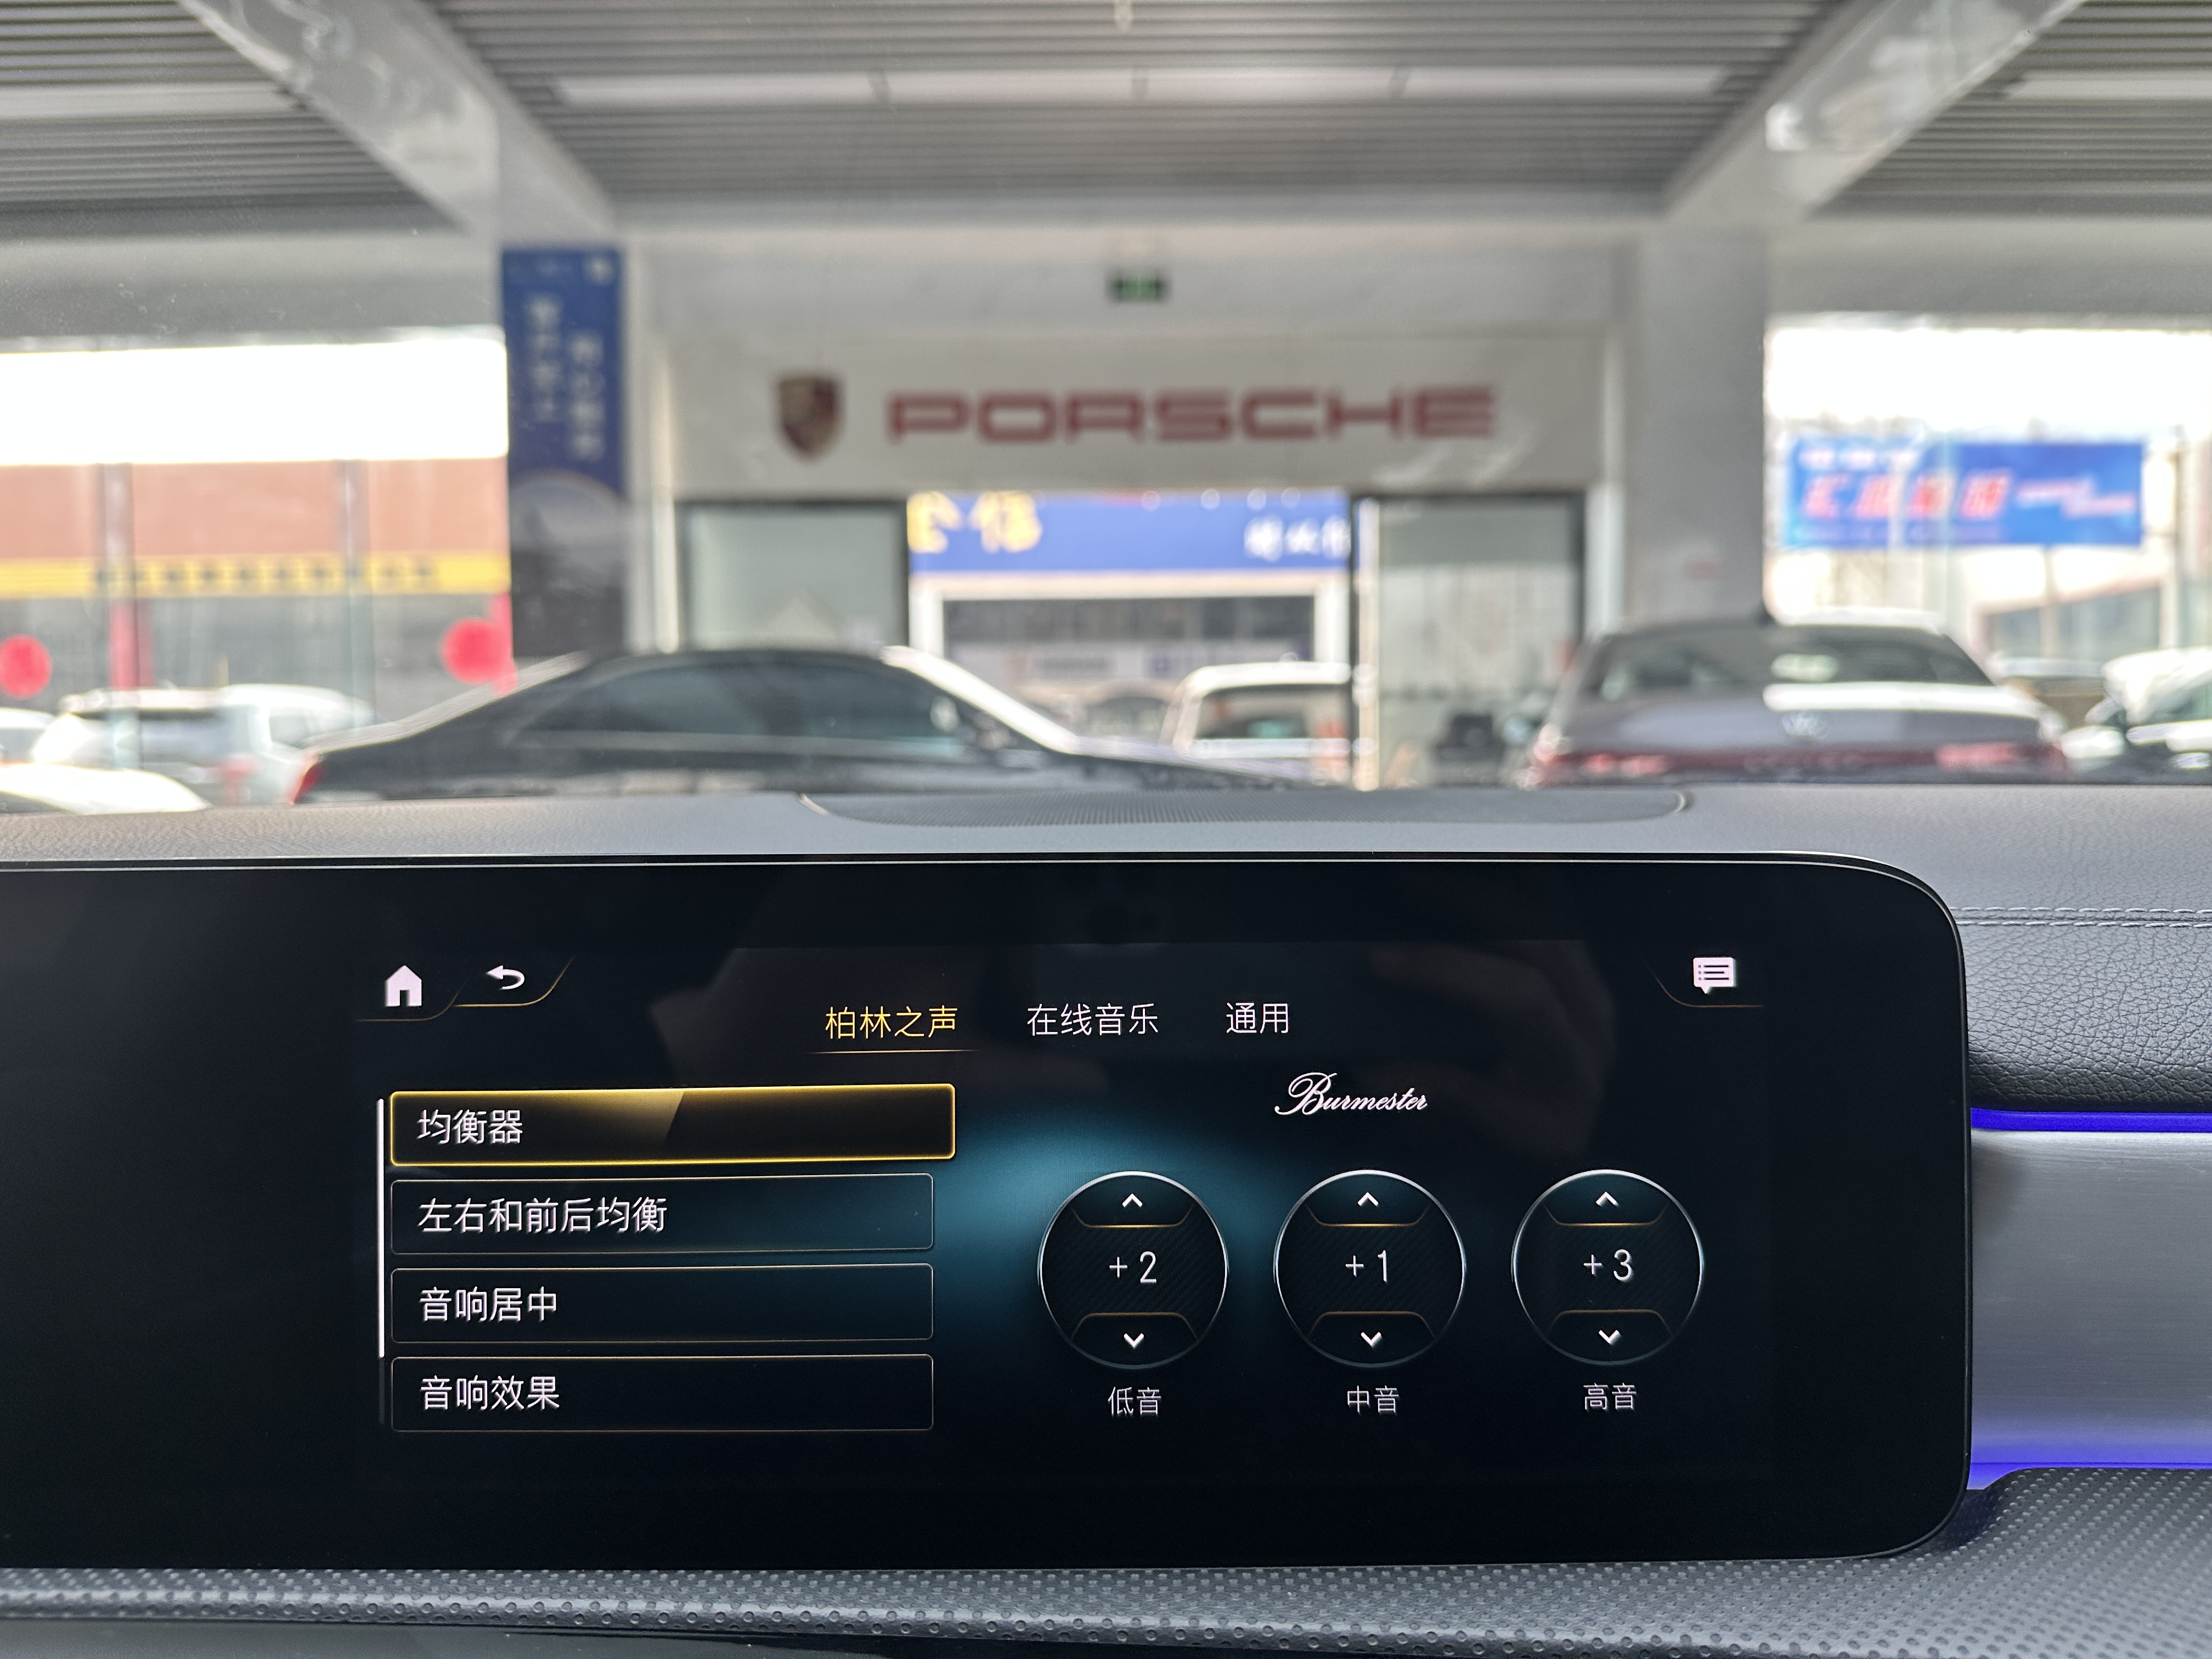 PORSCHE
柏林之声 在线音乐 通用
Burmester
均衡器
左右和前后均衡
音响居中
音响效果
+2 +1 +3
低音 中音 高音